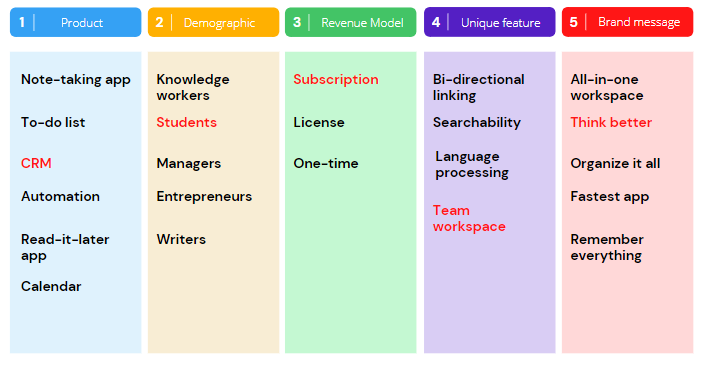 1 Product
2 Demographic
3 Revenue Model
4 Unique feature
5 Brand message
Note-taking app
To-do list
CRM
Automation
Read-it-later
app
Calendar
Knowledge
workers
Students
Managers
Entrepreneurs
Writers
Subscription
License
One-time
Bi-directional
linking
Searchability
Language
processing
Team
workspace
All-in-one
workspace
Think better
Organize it all
Fastest app
Remember
everything